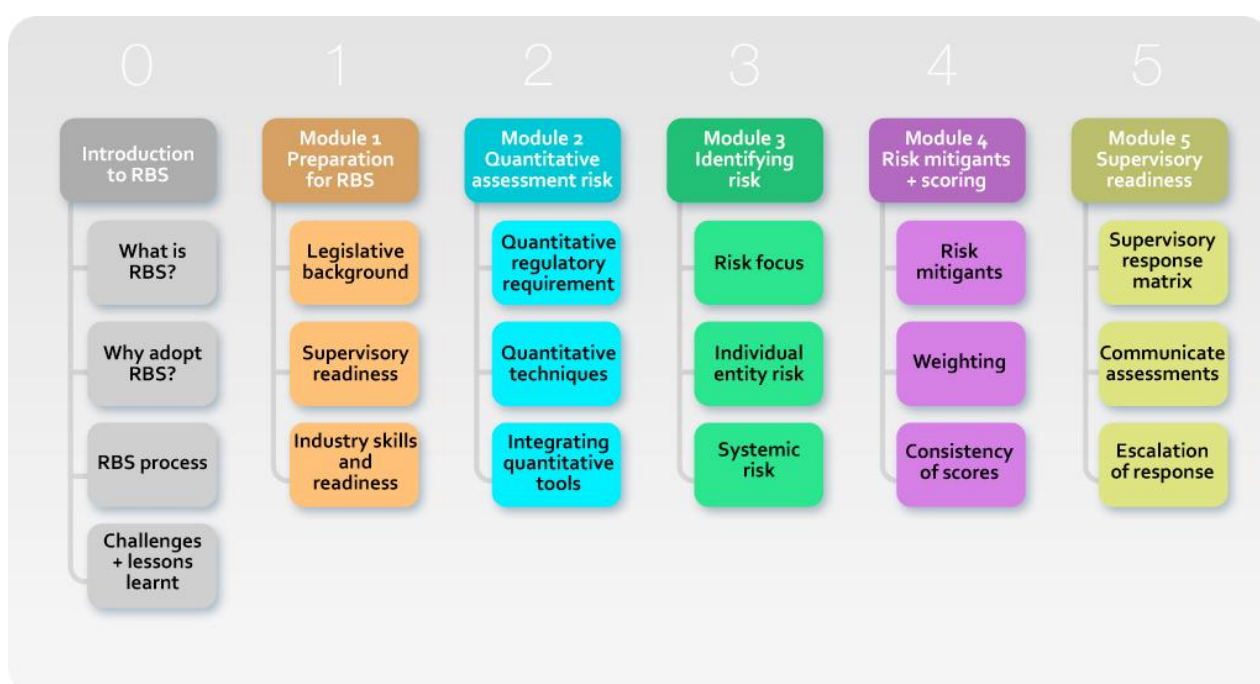 0
1
2
3
4
5
Introduction
to RBS
What is
RBS?
Why adopt
RBS?
RBS process
Challenges
+ lessons
learnt
Module 1
Preparation
for RBS
Legislative
background
Supervisory
readiness
Industry skills
and
readiness
Module 2
Quantitative
assessment risk
Quantitative
regulatory
requirement
Quantitative
techniques
Integrating
quantitative
tools
Module 3
Identifying
risk
Risk focus
Individual
entity risk
Systemic
risk
Module 4
Risk mitigants
+ scoring
Risk
mitigants
Weighting
Consistency
of scores
Module 5
Supervisory
readiness
Supervisory
response
matrix
Communicate
assessments
Escalation
of response